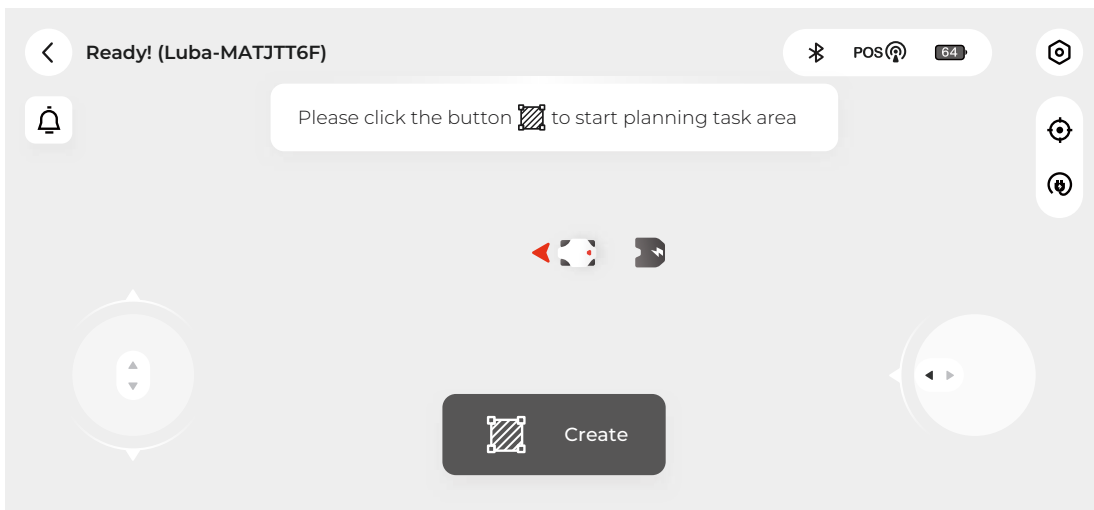 Ready! (Luba-MATJTT6F)
POS
64
Please click the button to start planning task area
Create